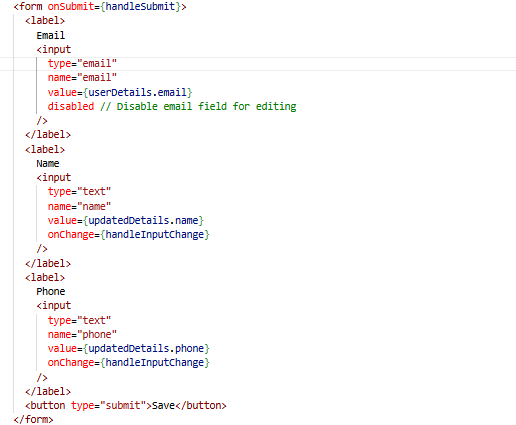 <form onSubmit={handleSubmit}>
<label>
Email
<input
type="email"
name="email"
value={userDetails.email}
disabled // Disable email field for editing
/>
</label>
<label>
Name
<input
type="text"
name="name"
value={updatedDetails.name}
onChange={handleInputChange}
/>
</label>
<label>
Phone
<input
type="text"
name="phone"
value={updatedDetails.phone}
onChange={handleInputChange}
/>
</label>
<button type="submit">Save</button>
</form>